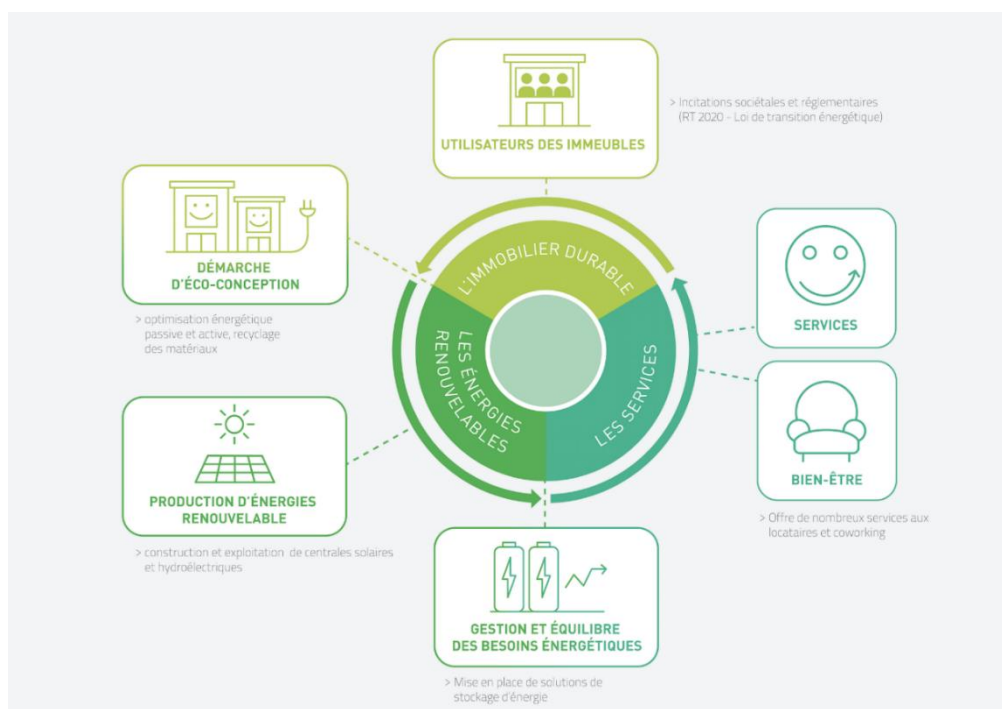 UTILISATEURS DES IMMEUBLES
> Incitations sociétales et réglementaires
(RT 2020 - Loi de transition énergétique)
DÉMARCHE
D'ÉCO-CONCEPTION
> optimisation énergétique
passive et active, recyclage
des matériaux
L'IMMOBILIER DURABLE
LES ÉNERGIES
RENOUVELABLES
LES SERVICES
SERVICES
BIEN-ÊTRE
> Offre de nombreux services aux
locataires et coworking
PRODUCTION D'ÉNERGIES
RENOUVELABLE
> construction et exploitation de centrales solaires
et hydroélectriques
GESTION ET ÉQUILIBRE
DES BESOINS ÉNERGÉTIQUES
> Mise en place de solutions de
stockage d'énergie